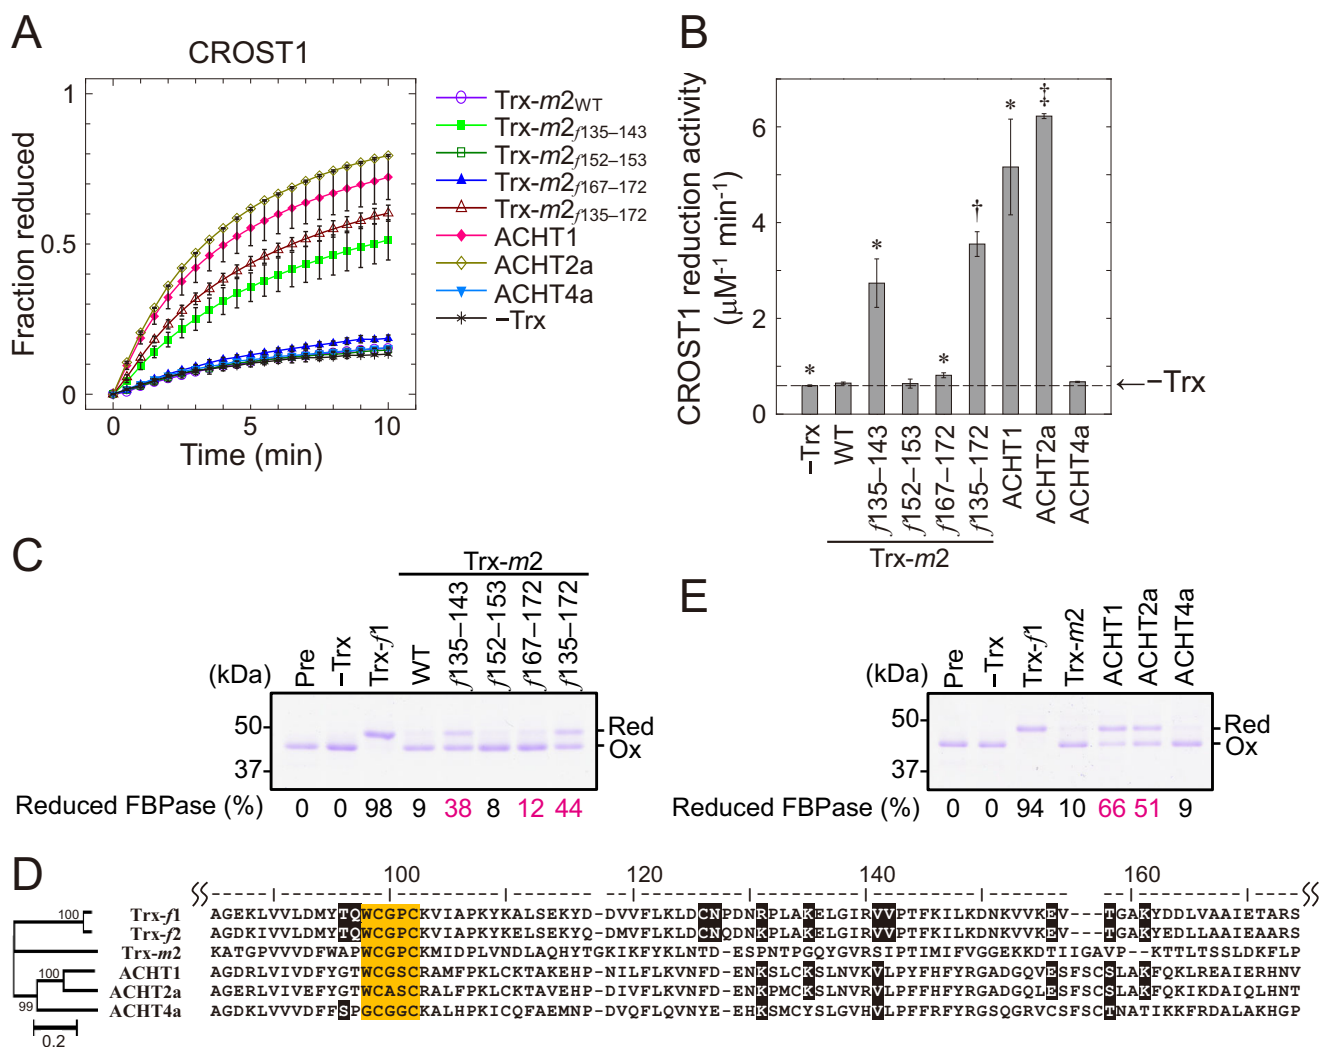 A
CROST1
Fraction reduced
1
0.5
0
0
5
10
Time (min)
Trx-m2WT
Trx-m2f135–143
Trx-m2f152–153
Trx-m2f167–172
Trx-m2f135–172
ACHT1
ACHT2a
ACHT4a
−Trx
B
CROST1 reduction activity
(µM-1 min-1)
6
4
2
0
* * * † * ‡
←−Trx
−Trx
WT
f135–143
f152–153
f167–172
f135–172
ACHT1
ACHT2a
ACHT4a
Trx-m2
C
Trx-m2
(kDa)
Pre
−Trx
Trx-f1
WT
f135–143
f152–153
f167–172
f135–172
50
37
Red
Ox
Reduced FBPase (%) 0 0 98 9 38 8 12 44
E
(kDa)
Pre
−Trx
Trx-f1
Trx-m2
ACHT1
ACHT2a
ACHT4a
50
37
Red
Ox
Reduced FBPase (%) 0 0 94 10 66 51 9
D
100 120 140 160
Trx-f1 AGEKLVVLDMYTQWCGPCKVIAPKYKALSEKYD-DVVFLKLDCNPDNRPLAKELGIRVVPTFKILKDNKVVKEV---TGAKYDDLVAAIETARS
Trx-f2 AGDKIVVLDMYTQWCGPCKVIAPKYKELSEKYQ-DMVFLKLDCNQDNKPLAKELGIRVVPTFKILKDNKVVKEV---TGAKYEDLLAAIEAARS
Trx-m2 KATGPVVVDFWAPWCGPCKMIDPLVNDLAQHYTGKIKFYKLNTD-ESPNTPGQYGVRSIPTIMIFVGGEKKDTIIGAVP--KTTLTSSLDKFLP
ACHT1 AGDRLVIVDFYGTWCGSCRAMFPKLCKTAKEHP-NILFLKVNFD-ENKSLCKSLNVKVLPYFHFYRGADGQVESFSCSLAKFQKLREAIERHNV
ACHT2a AGERLVIVEFYGTWCASCRALFPKLCKTAVEHP-DIVFLKVNFD-ENKPMCKSLNVRVLPFFHFYRGADGQLESFSCSLAKFQKIKDAIQLHNT
ACHT4a AGDKLVVVDFFSPGCGGCKALHPKICQFAEMNP-DVQFLQVNYE-EHKSMCYSLGVHVLPFFRFYRGSQGRVCSFSCTNATIKKFRDALAKHGP
100
100
99
0.2